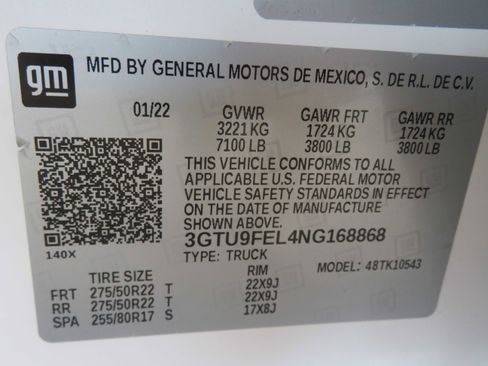 gm
MFD BY GENERAL MOTORS DE MEXICO, S. DE R.L. DE C.V.
01/22 GVWR GAWR FRT GAWR RR
3221 KG 1724 KG 1724 KG
7100 LB 3800 LB 3800 LB
THIS VEHICLE CONFORMS TO ALL
APPLICABLE U.S. FEDERAL MOTOR
VEHICLE SAFETY STANDARDS IN EFFECT
ON THE DATE OF MANUFACTURE
SHOWN ABOVE.
3GTU9FEL4NG168868
140X TYPE: TRUCK MODEL: 48TK10543
TIRE SIZE RIM
FRT 275/50R22 T 22X9J
RR 275/50R22 T 22X9J
SPA 255/80R17 S 17X8J